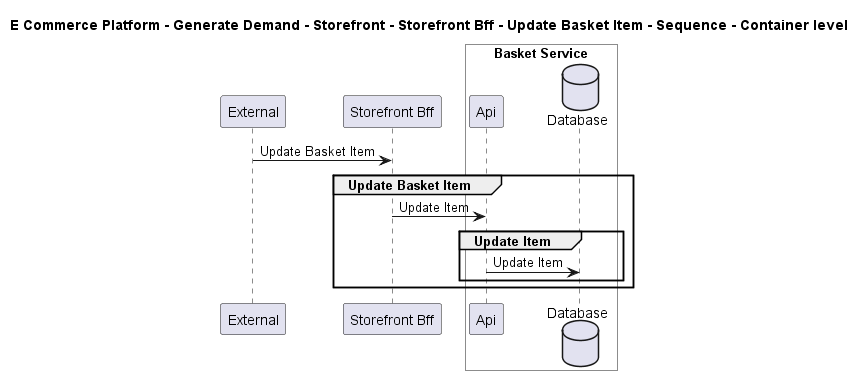 E Commerce Platform - Generate Demand - Storefront - Storefront Bff - Update Basket Item - Sequence - Container level
Basket Service
External
Storefront Bff
Api
Database
Update Basket Item
Update Basket Item
Update Item
Update Item
Update Item
External
Storefront Bff
Api
Database